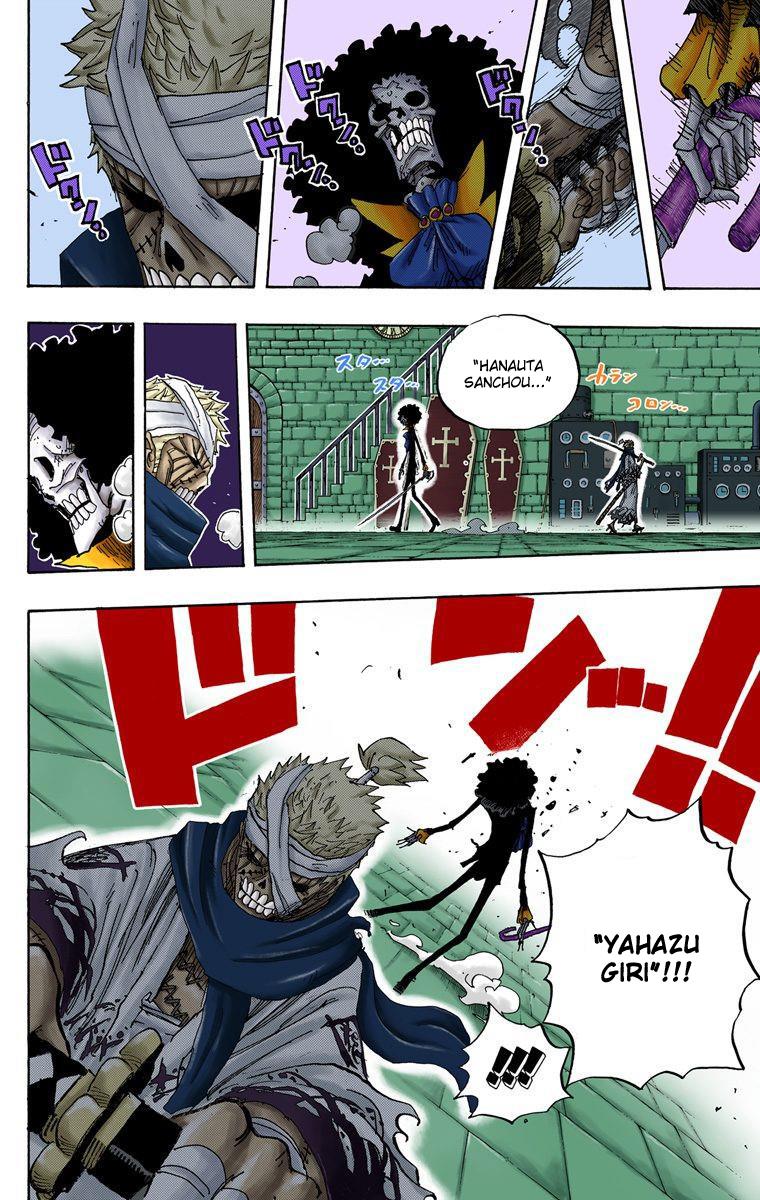 ドクン…
ドクン…
ドクン…
ドクン…
"HANAUTA
SANCHOU..."
カラン
コロン…
スタ…
スタ…
ドンッ!!
"YAHAZU
GIRI"!!!
!!!